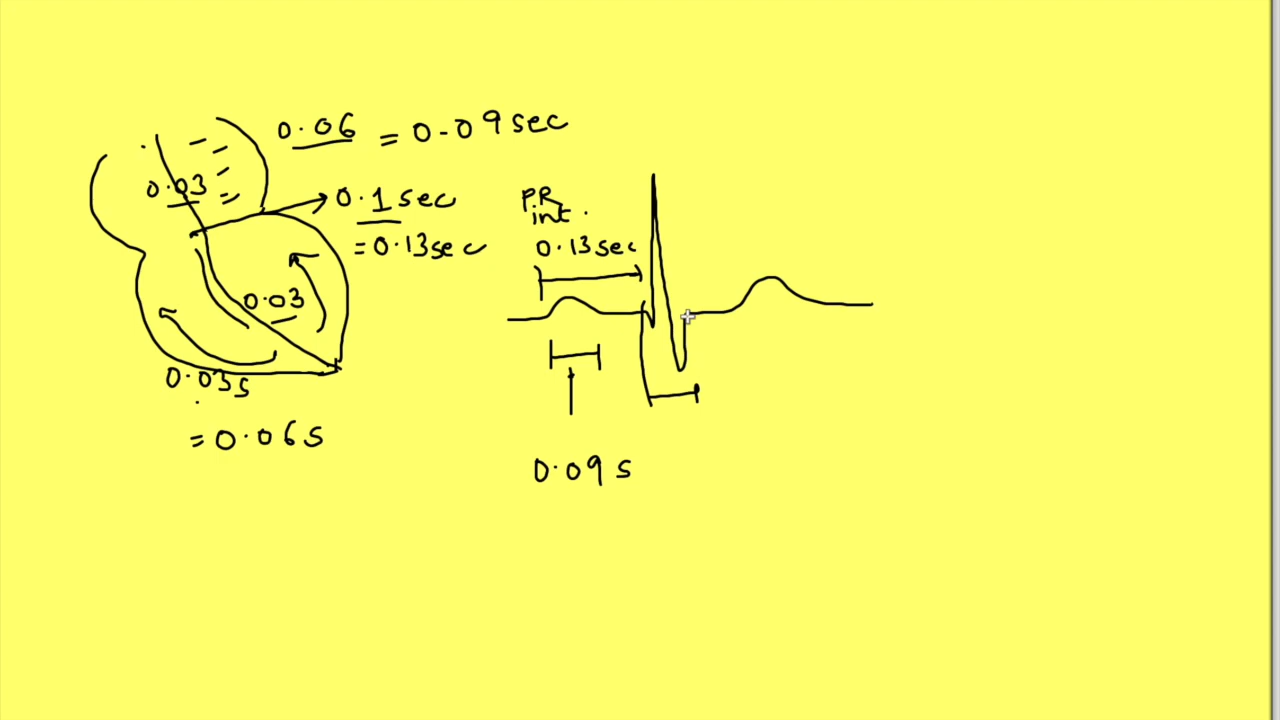 0.06 = 0.09 sec
0.03
0.1 sec
= 0.13 sec
0.03
0.03s
= 0.06 s
P.R
int.
0.13 sec
0.09 s